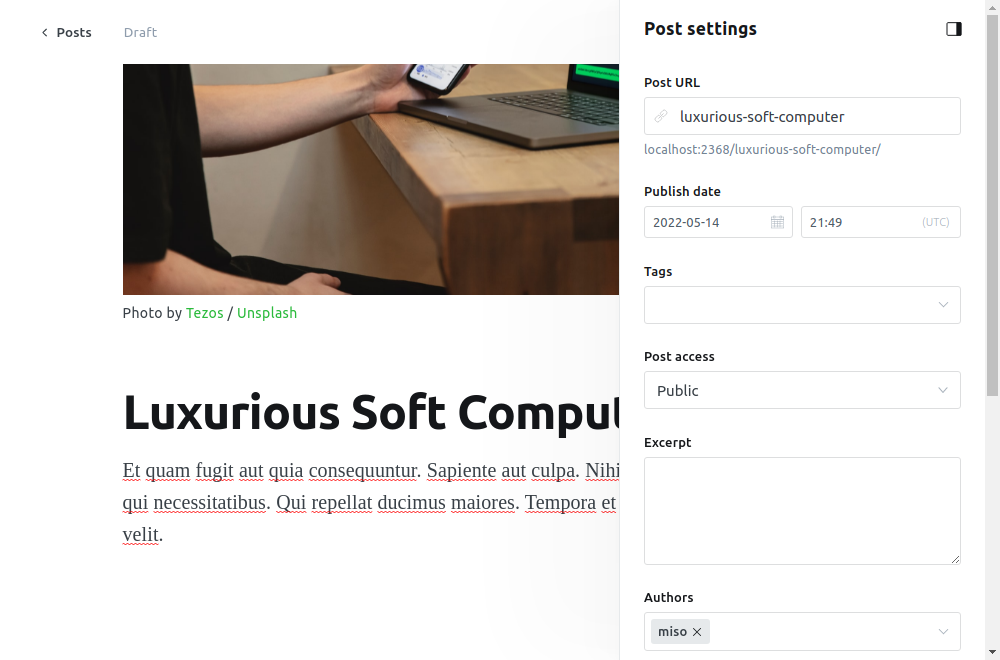 Posts
Draft
Photo by Tezos / Unsplash
Luxurious Soft Comput
Et quam fugit aut quia consequuntur. Sapiente aut culpa. Nihi
qui necessitatibus. Qui repellat ducimus maiores. Tempora et
velit.
Post settings
Post URL
luxurious-soft-computer
localhost:2368/luxurious-soft-computer/
Publish date
2022-05-14
21:49 (UTC)
Tags
Post access
Public
Excerpt
Authors
miso